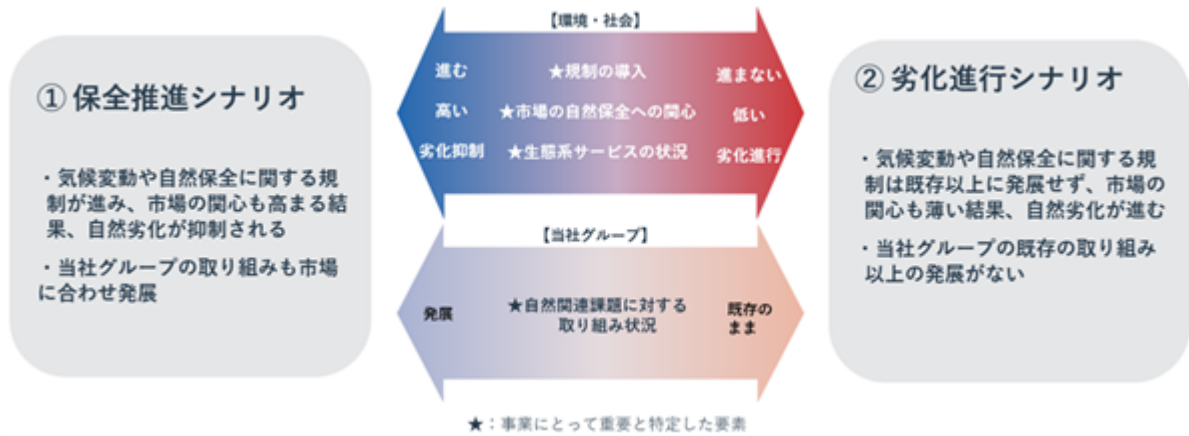 ① 保全推進シナリオ
・気候変動や自然保全に関する規
制が進み、市場の関心も高まる結
果、自然劣化が抑制される
・当社グループの取り組みも市場
に合わせ発展
【環境・社会】
進む ★規制の導入 進まない
高い ★市場の自然保全への関心 低い
劣化抑制 ★生態系サービスの状況 劣化進行
【当社グループ】
発展 ★自然関連課題に対する
取り組み状況
既存の
まま
② 劣化進行シナリオ
・気候変動や自然保全に関する規
制は既存以上に発展せず、市場の
関心も薄い結果、自然劣化が進む
・当社グループの既存の取り組み
以上の発展がない
★：事業にとって重要と特定した要素